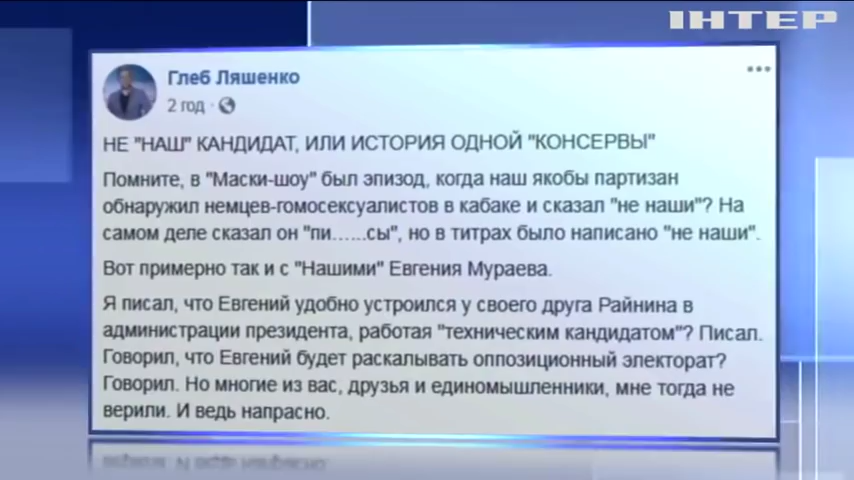 ІНТЕР
Глеб Ляшенко
2 год ·
НЕ "НАШ" КАНДИДАТ, ИЛИ ИСТОРИЯ ОДНОЙ "КОНСЕРВЫ"
Помните, в "Маски-шоу" был эпизод, когда наш якобы партизан
обнаружил немцев-гомосексуалистов в кабаке и сказал "не наши"? На
самом деле сказал он "пи......сы", но в титрах было написано "не наши".
Вот примерно так и с "Нашими" Евгения Мураева.
Я писал, что Евгений удобно устроился у своего друга Райнина в
администрации президента, работая "техническим кандидатом"? Писал.
Говорил, что Евгений будет раскалывать оппозиционный электорат?
Говорил. Но многие из вас, друзья и единомышленники, мне тогда не
верили. И ведь напрасно.